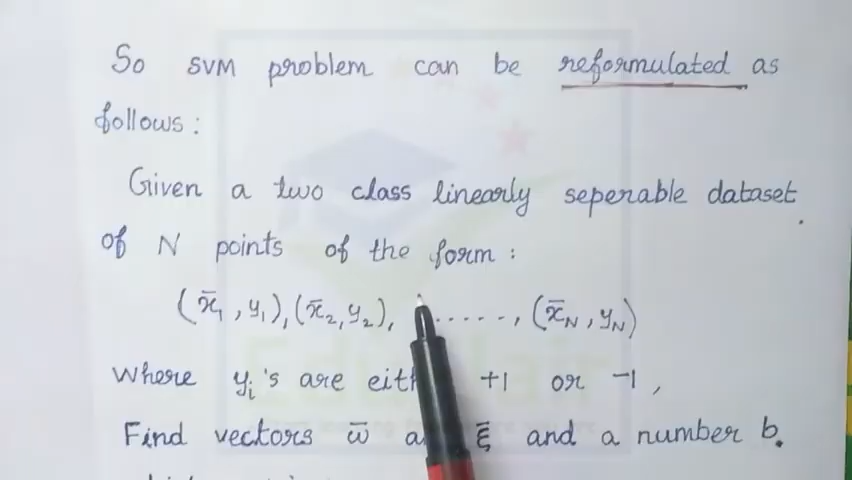 So SVM problem can be reformulated as
follows :
Given a two class linearly seperable dataset
of N points of the form :
(x̄₁, y₁), (x̄₂, y₂), ......, (x̄N, yN)
Where yᵢ's are +1 or -1,
Find vectors w̄ ξ̄ and a number b.